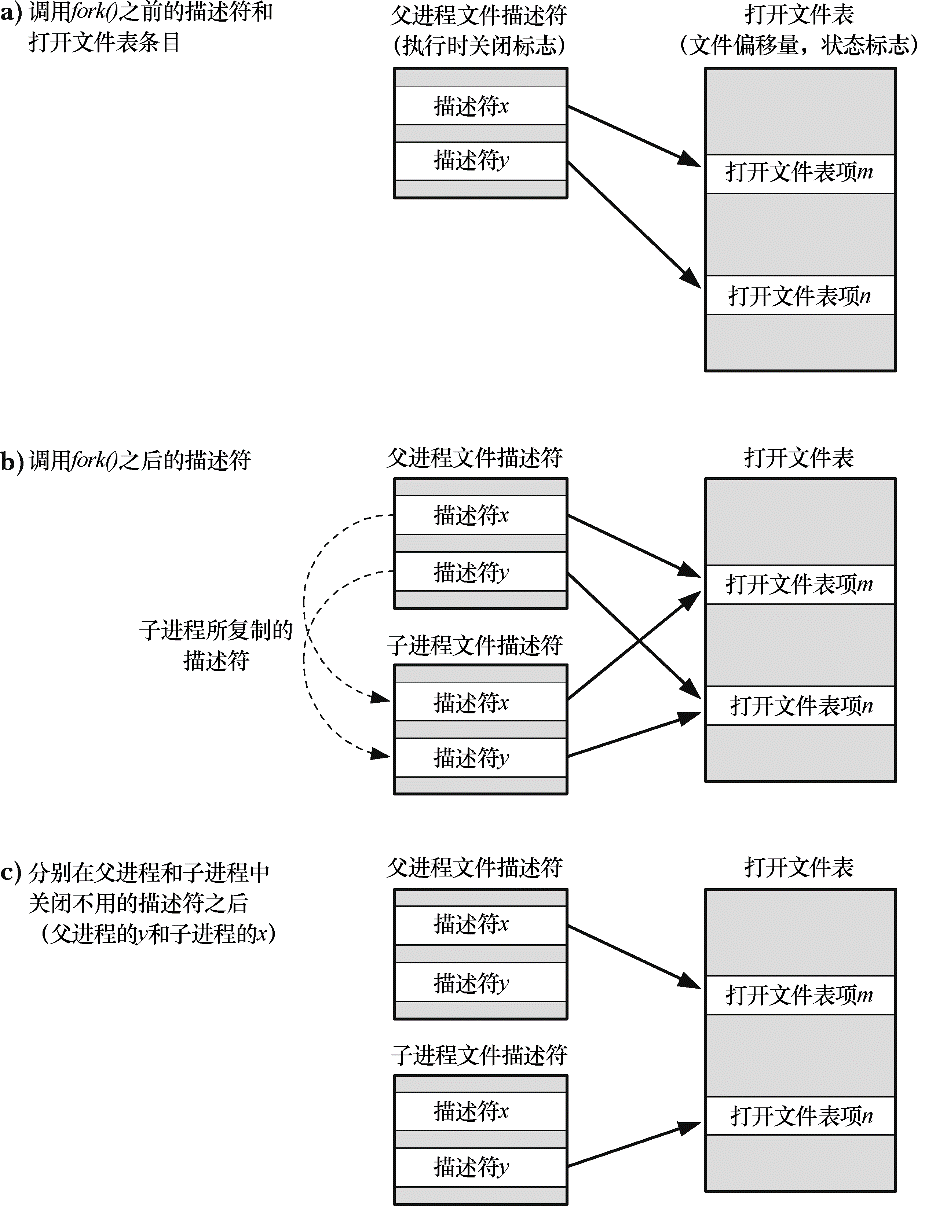 a) 调用fork()之前的描述符和
打开文件表条目
父进程文件描述符
(执行时关闭标志)
打开文件表
(文件偏移量，状态标志)
描述符x
描述符y
打开文件表项m
打开文件表项n
b) 调用fork()之后的描述符
父进程文件描述符
打开文件表
描述符x
描述符y
打开文件表项m
子进程所复制的
描述符
子进程文件描述符
描述符x
描述符y
打开文件表项n
c) 分别在父进程和子进程中
关闭不用的描述符之后
（父进程的y和子进程的x）
父进程文件描述符
打开文件表
描述符x
描述符y
打开文件表项m
子进程文件描述符
描述符x
描述符y
打开文件表项n